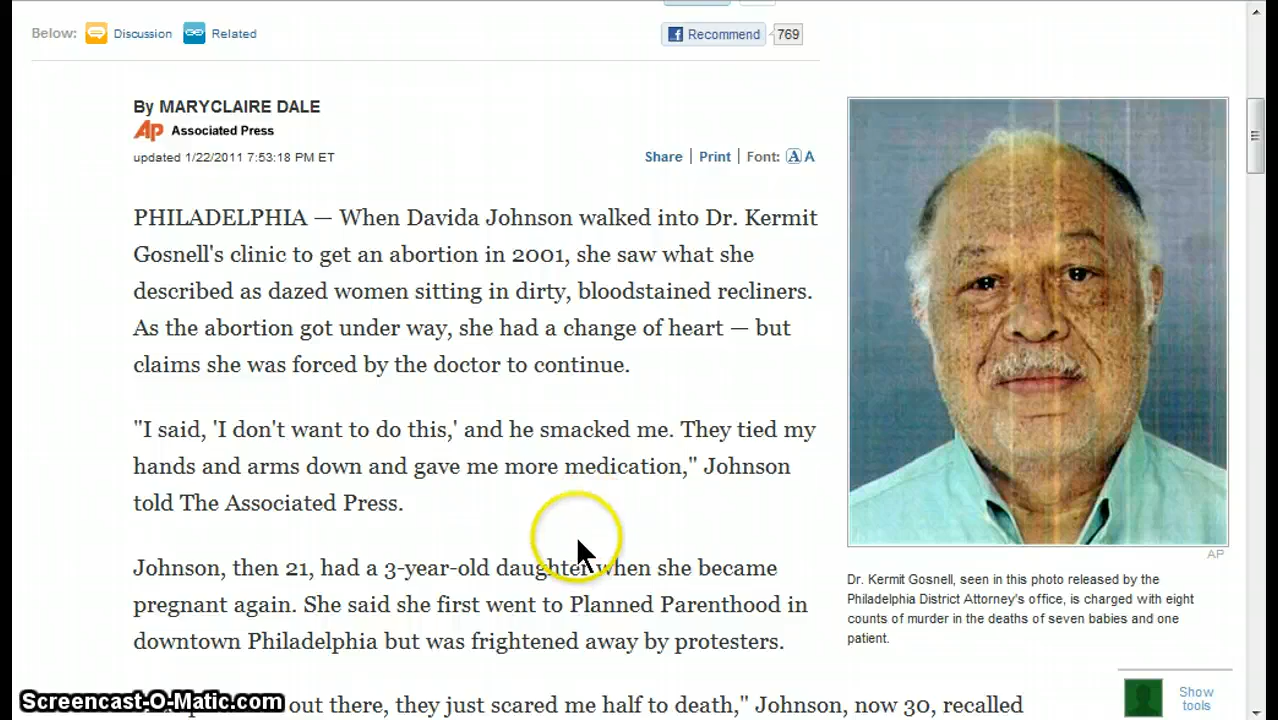 Below: Discussion Related
Recommend 769
By MARYCLAIRE DALE
AP Associated Press
updated 1/22/2011 7:53:18 PM ET
Share | Print | Font: A A
PHILADELPHIA — When Davida Johnson walked into Dr. Kermit
Gosnell's clinic to get an abortion in 2001, she saw what she
described as dazed women sitting in dirty, bloodstained recliners.
As the abortion got under way, she had a change of heart — but
claims she was forced by the doctor to continue.
"I said, 'I don't want to do this,' and he smacked me. They tied my
hands and arms down and gave me more medication," Johnson
told The Associated Press.
Johnson, then 21, had a 3-year-old daughter when she became
pregnant again. She said she first went to Planned Parenthood in
downtown Philadelphia but was frightened away by protesters.
out there, they just scared me half to death," Johnson, now 30, recalled
AP
Dr. Kermit Gosnell, seen in this photo released by the
Philadelphia District Attorney's office, is charged with eight
counts of murder in the deaths of seven babies and one
patient.
Show
tools
Screencast-O-Matic.com